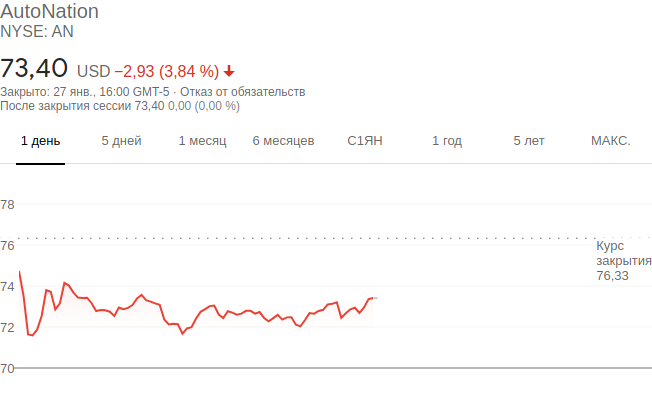 AutoNation
NYSE: AN
73,40 USD −2,93 (3,84 %)
Закрыто: 27 янв., 16:00 GMT-5 · Отказ от обязательств
После закрытия сессии 73,40 0,00 (0,00 %)
1 день 5 дней 1 месяц 6 месяцев С1ЯН 1 год 5 лет МАКС.
78
76
Курс
закрытия
76,33
74
72
70